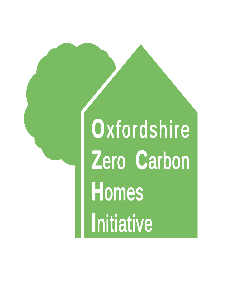 Oxfordshire
Zero Carbon
Homes
Initiative